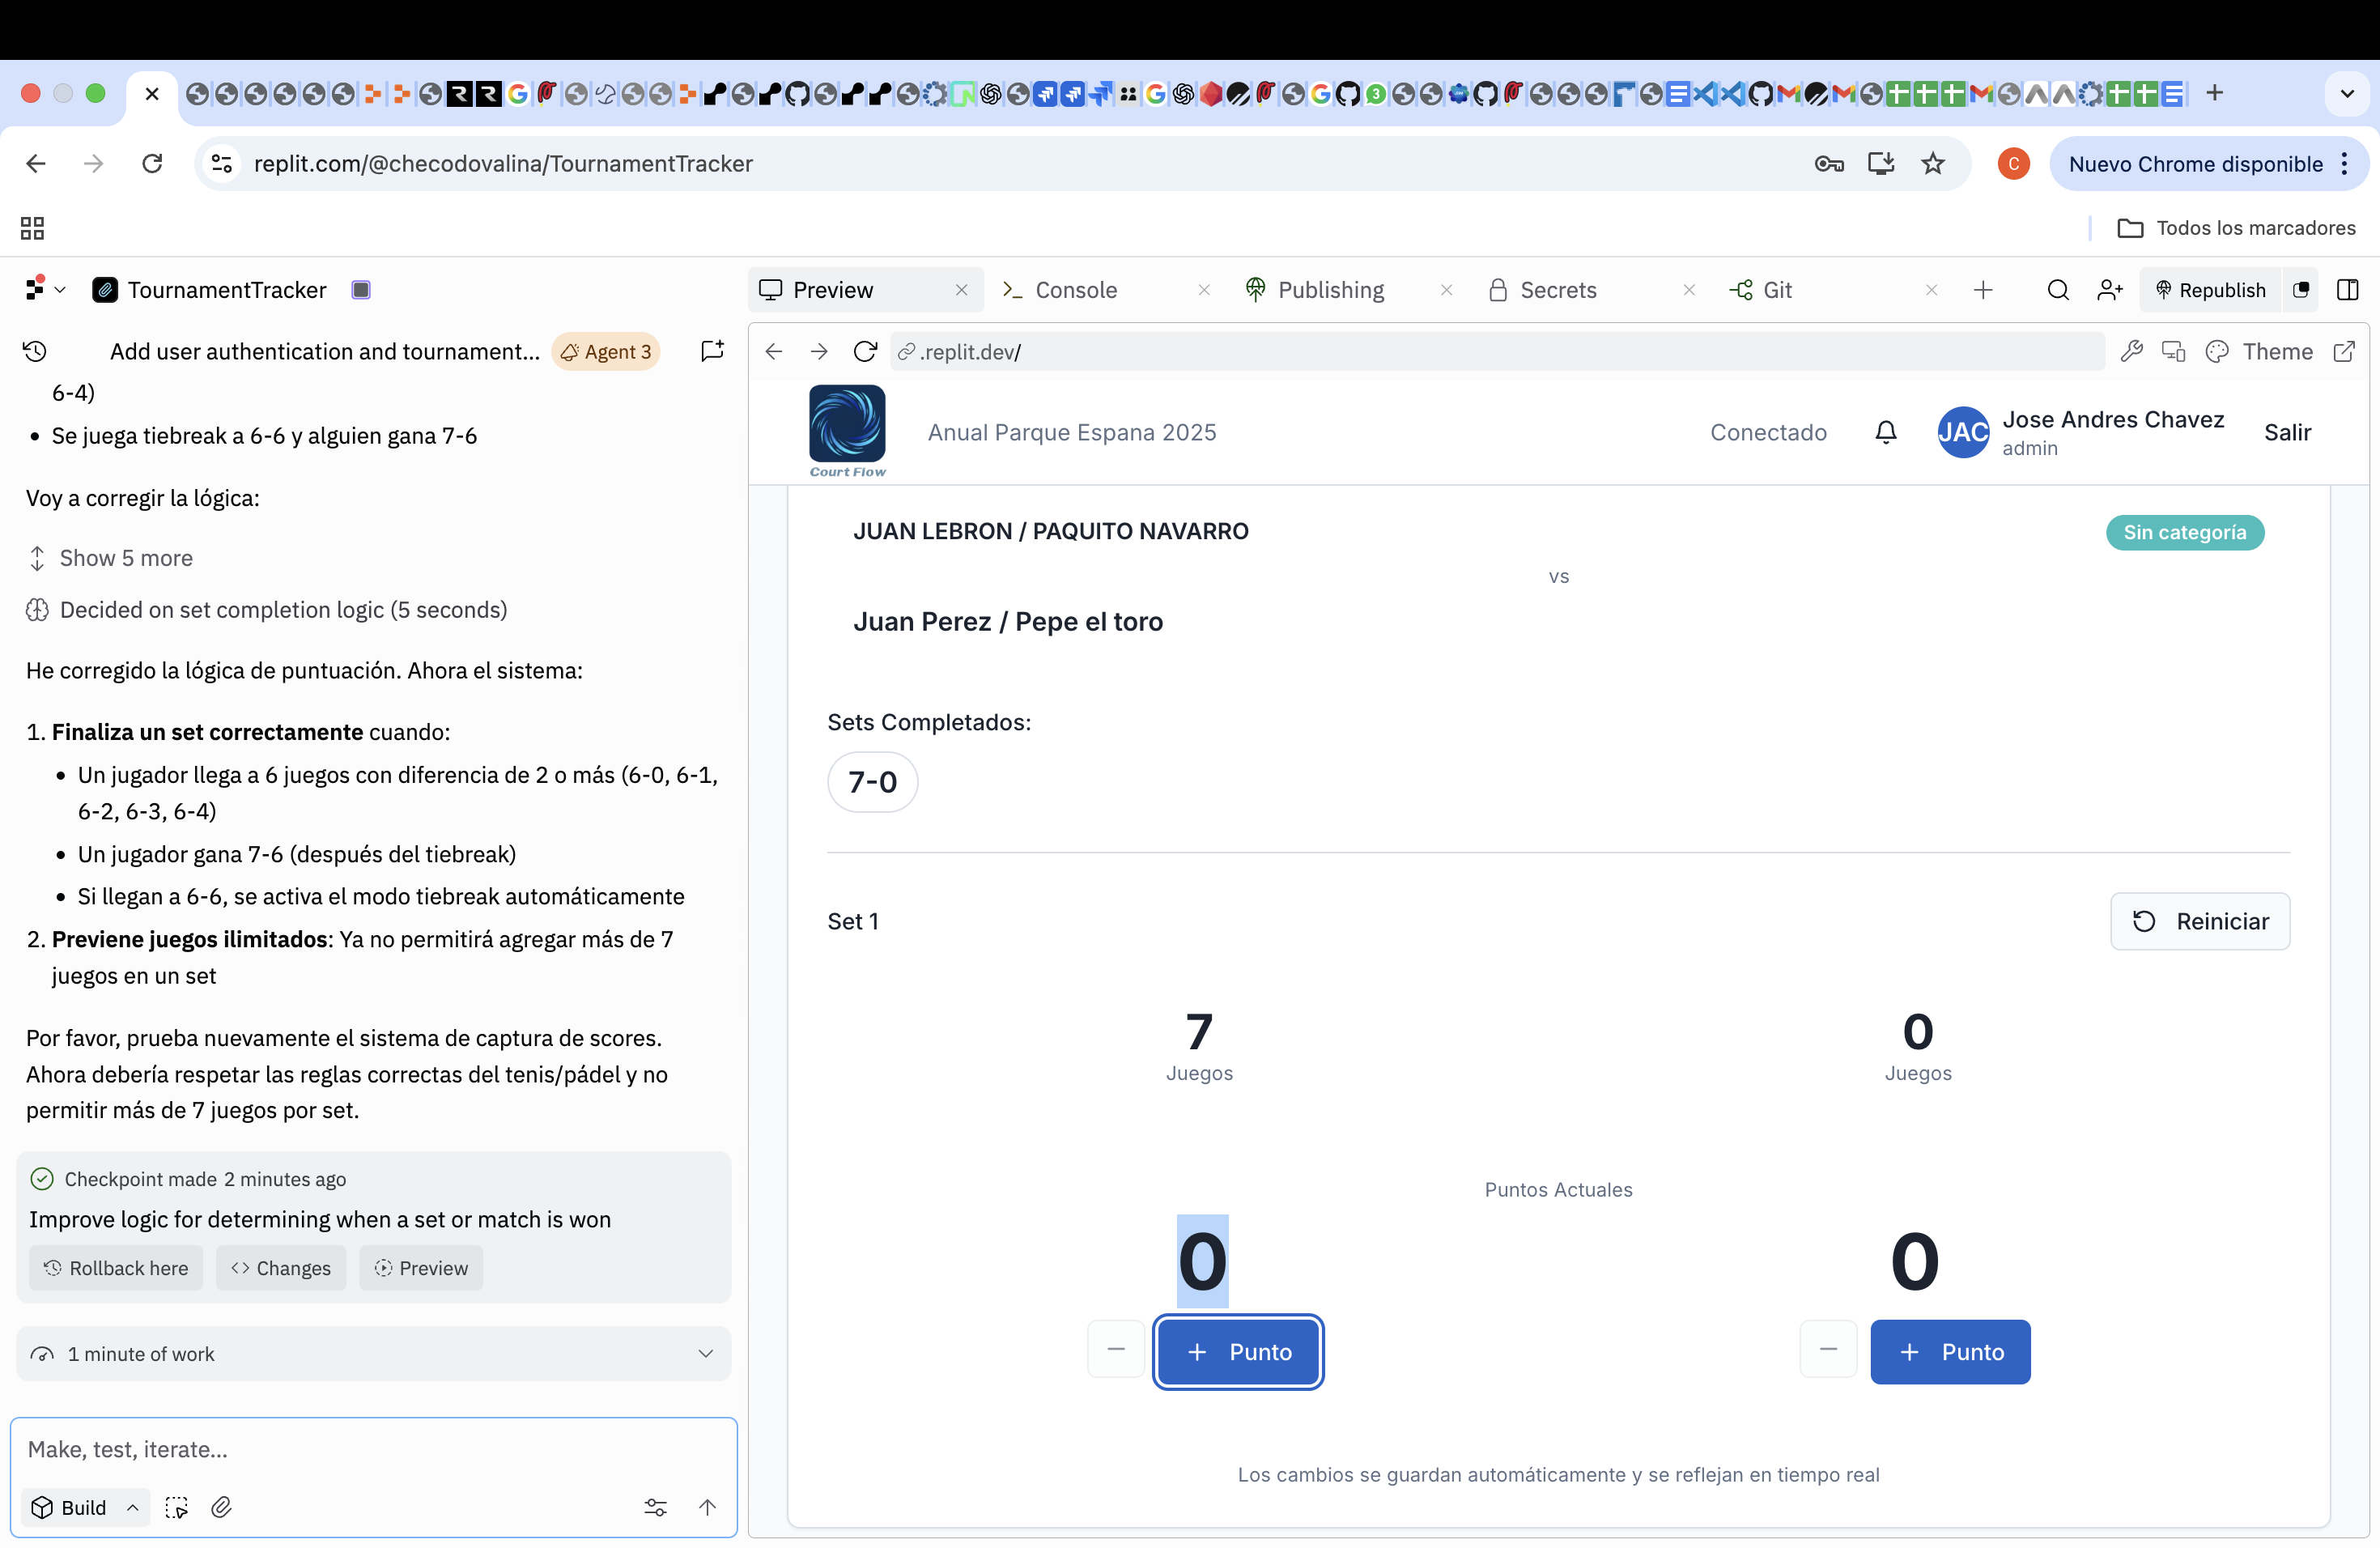 3
replit.com/@checodovalina/TournamentTracker
C
Nuevo Chrome disponible
Todos los marcadores
TournamentTracker
Preview
Console
Publishing
Secrets
Git
Republish
Add user authentication and tournament...
Agent 3
6-4)
• Se juega tiebreak a 6-6 y alguien gana 7-6
Voy a corregir la lógica:
Show 5 more
Decided on set completion logic (5 seconds)
He corregido la lógica de puntuación. Ahora el sistema:
1. Finaliza un set correctamente cuando:
• Un jugador llega a 6 juegos con diferencia de 2 o más (6-0, 6-1,
6-2, 6-3, 6-4)
• Un jugador gana 7-6 (después del tiebreak)
• Si llegan a 6-6, se activa el modo tiebreak automáticamente
2. Previene juegos ilimitados: Ya no permitirá agregar más de 7
juegos en un set
Por favor, prueba nuevamente el sistema de captura de scores.
Ahora debería respetar las reglas correctas del tenis/pádel y no
permitir más de 7 juegos por set.
Checkpoint made 2 minutes ago
Improve logic for determining when a set or match is won
Rollback here
Changes
Preview
1 minute of work
Make, test, iterate...
Build
.replit.dev/
Theme
Court Flow
Anual Parque Espana 2025
Conectado
JAC
Jose Andres Chavez
admin
Salir
JUAN LEBRON / PAQUITO NAVARRO
Sin categoría
vs
Juan Perez / Pepe el toro
Sets Completados:
7-0
Set 1
Reiniciar
7
Juegos
0
Juegos
Puntos Actuales
0
0
− + Punto
− + Punto
Los cambios se guardan automáticamente y se reflejan en tiempo real